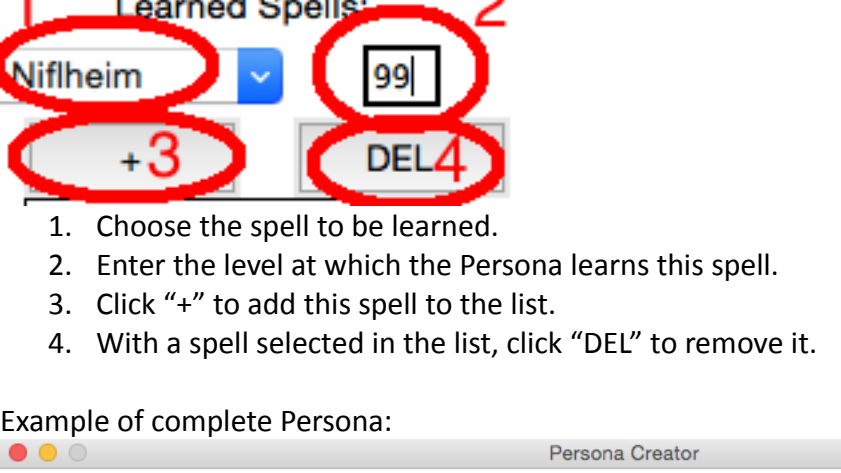 1 Learned Spells: 2
Niflheim 99
+3 DEL4
1. Choose the spell to be learned.
2. Enter the level at which the Persona learns this spell.
3. Click “+” to add this spell to the list.
4. With a spell selected in the list, click “DEL” to remove it.
Example of complete Persona:
Persona Creator